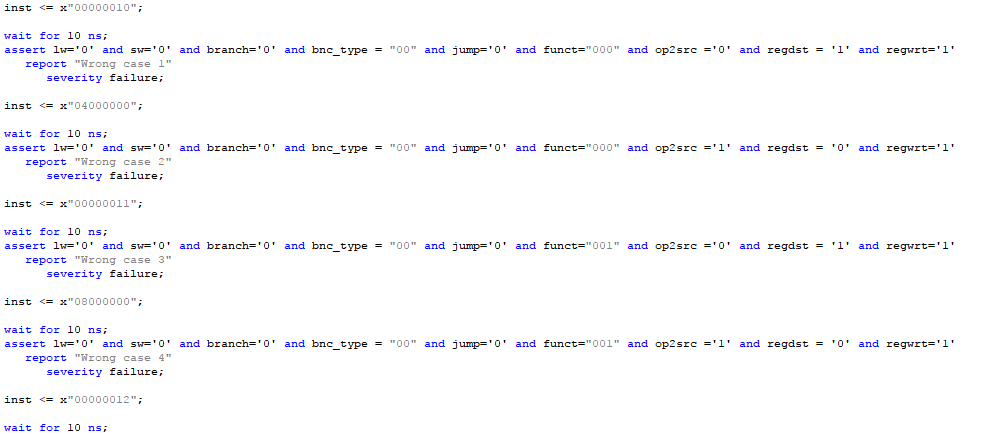 inst <= x"00000010";
wait for 10 ns;
assert lw='0' and sw='0' and branch='0' and bnc_type = "00" and jump='0' and funct="000" and op2src ='0' and regdst = '1' and regwrt='1'
report "Wrong case 1"
severity failure;
inst <= x"04000000";
wait for 10 ns;
assert lw='0' and sw='0' and branch='0' and bnc_type = "00" and jump='0' and funct="000" and op2src ='1' and regdst = '0' and regwrt='1'
report "Wrong case 2"
severity failure;
inst <= x"00000011";
wait for 10 ns;
assert lw='0' and sw='0' and branch='0' and bnc_type = "00" and jump='0' and funct="001" and op2src ='0' and regdst = '1' and regwrt='1'
report "Wrong case 3"
severity failure;
inst <= x"08000000";
wait for 10 ns;
assert lw='0' and sw='0' and branch='0' and bnc_type = "00" and jump='0' and funct="001" and op2src ='1' and regdst = '0' and regwrt='1'
report "Wrong case 4"
severity failure;
inst <= x"00000012";
wait for 10 ns;